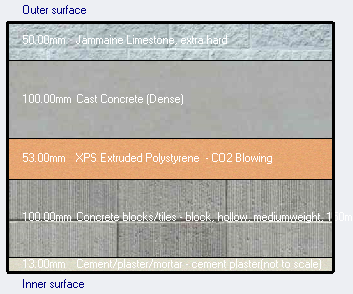 Outer surface
50.00mm Jammaine Limestone, extra hard
100.00mm Cast Concrete (Dense)
53.00mm XPS Extruded Polystyrene - CO2 Blowing
100.00mm Concrete blocks/tiles - block, hollow, mediumweight, 150m
13.00mm Cement/plaster/mortar - cement plaster(not to scale)
Inner surface